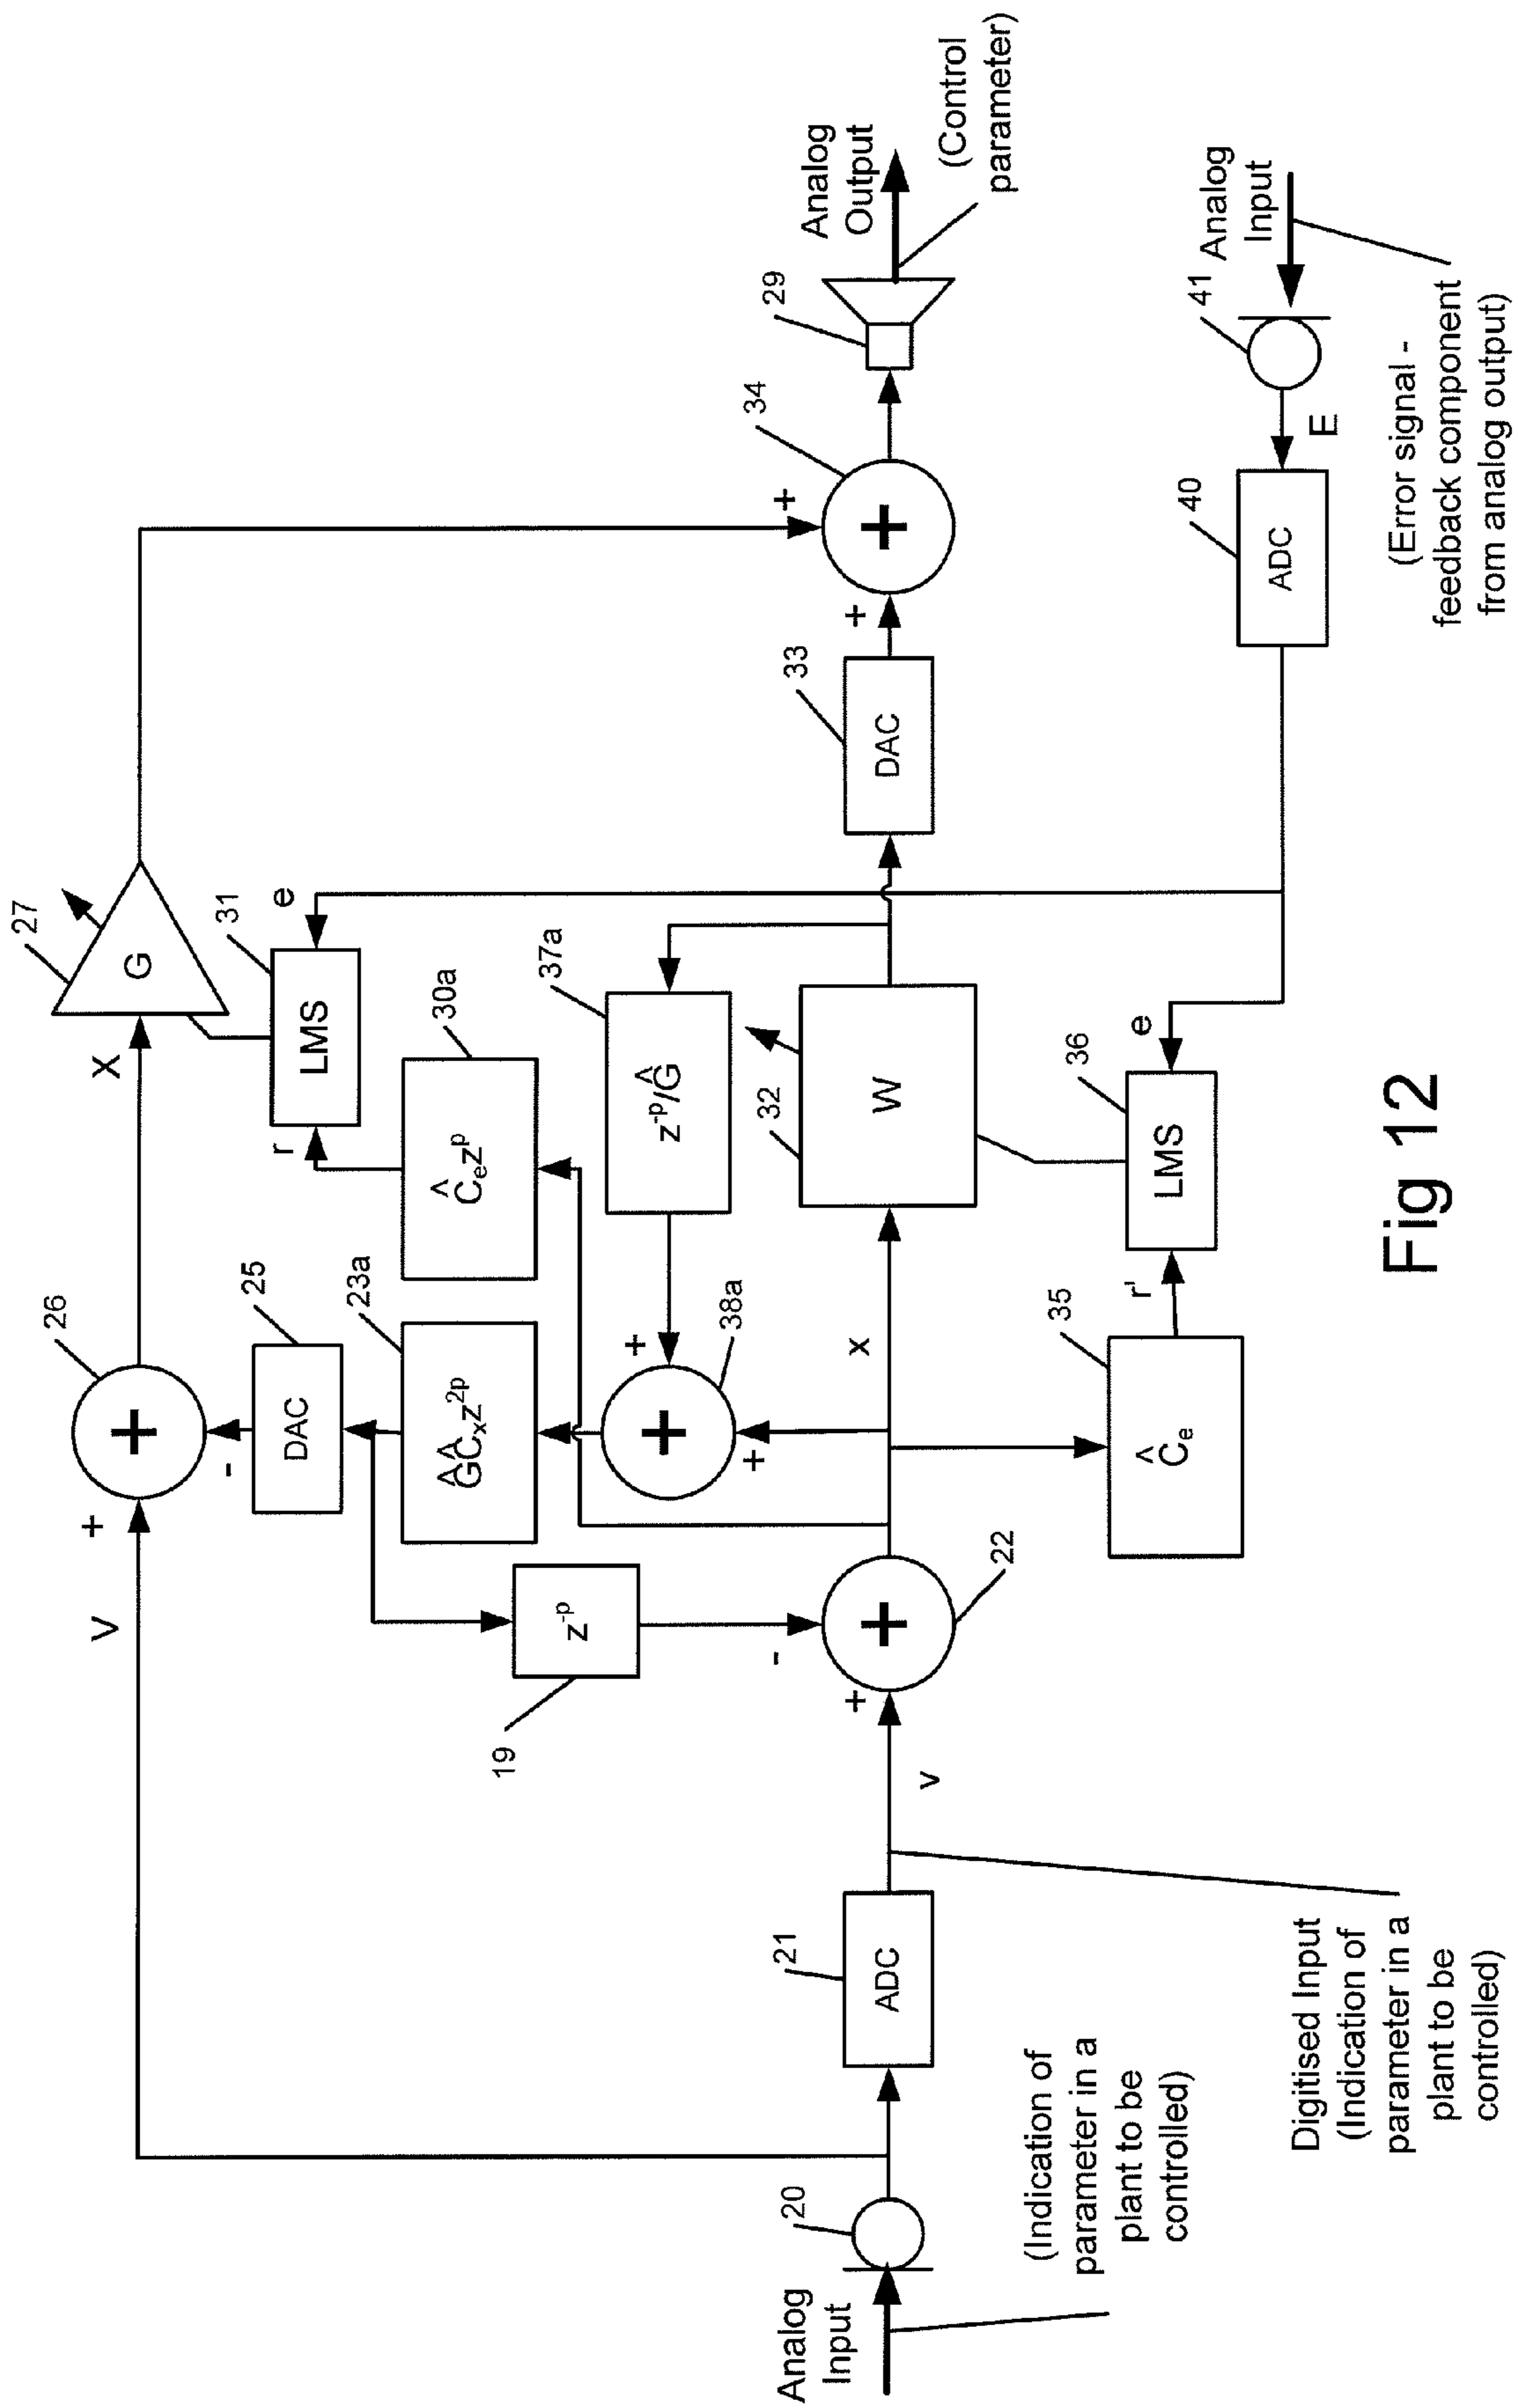 27
G
X
26
+
V
+
-
25
DAC
31
LMS
e
r
30a
ĈₑzP
23a
ĜĈₓz²ᵖ
19
z⁻ᵖ
37a
z⁻ᵖ/Ĝ
38a
+
+
+
34
+
+
+
29
Analog
Output
(Control
parameter)
33
DAC
32
W
x
22
+
-
+
v
21
ADC
20
Analog
Input
(Indication of
parameter in a
plant to be
controlled)
Digitised Input
(Indication of
parameter in a
plant to be
controlled)
35
Ĉₑ
r'
36
LMS
e
40
ADC
E
41
Analog
Input
(Error signal -
feedback component
from analog output)
Fig 12